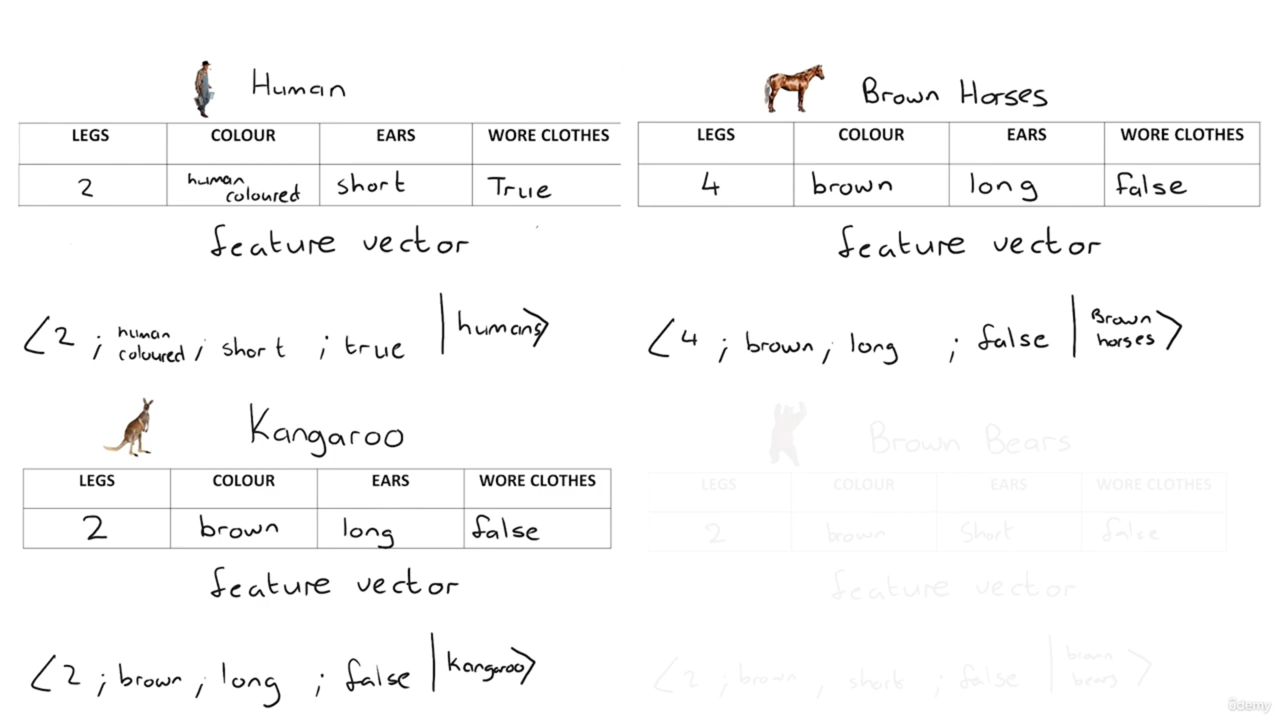 Human
LEGS COLOUR EARS WORE CLOTHES
2 human coloured short True
feature vector
<2 ; human coloured ; short ; true | humans>
Brown Horses
LEGS COLOUR EARS WORE CLOTHES
4 brown long false
feature vector
<4 ; brown , long ; false | Brown horses>
Kangaroo
LEGS COLOUR EARS WORE CLOTHES
2 brown long false
feature vector
<2 ; brown , long ; false | Kangaroo>
Brown Bears
LEGS COLOUR EARS WORE CLOTHES
2 brown Short false
feature vector
<2 ; brown , short ; false | brown bears>
ûdemy